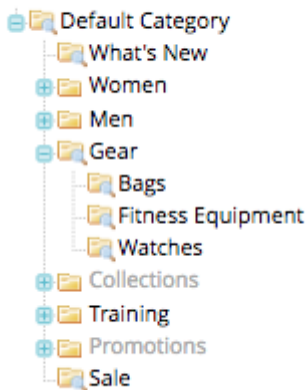 Default Category
What's New
Women
Men
Gear
Bags
Fitness Equipment
Watches
Collections
Training
Promotions
Sale